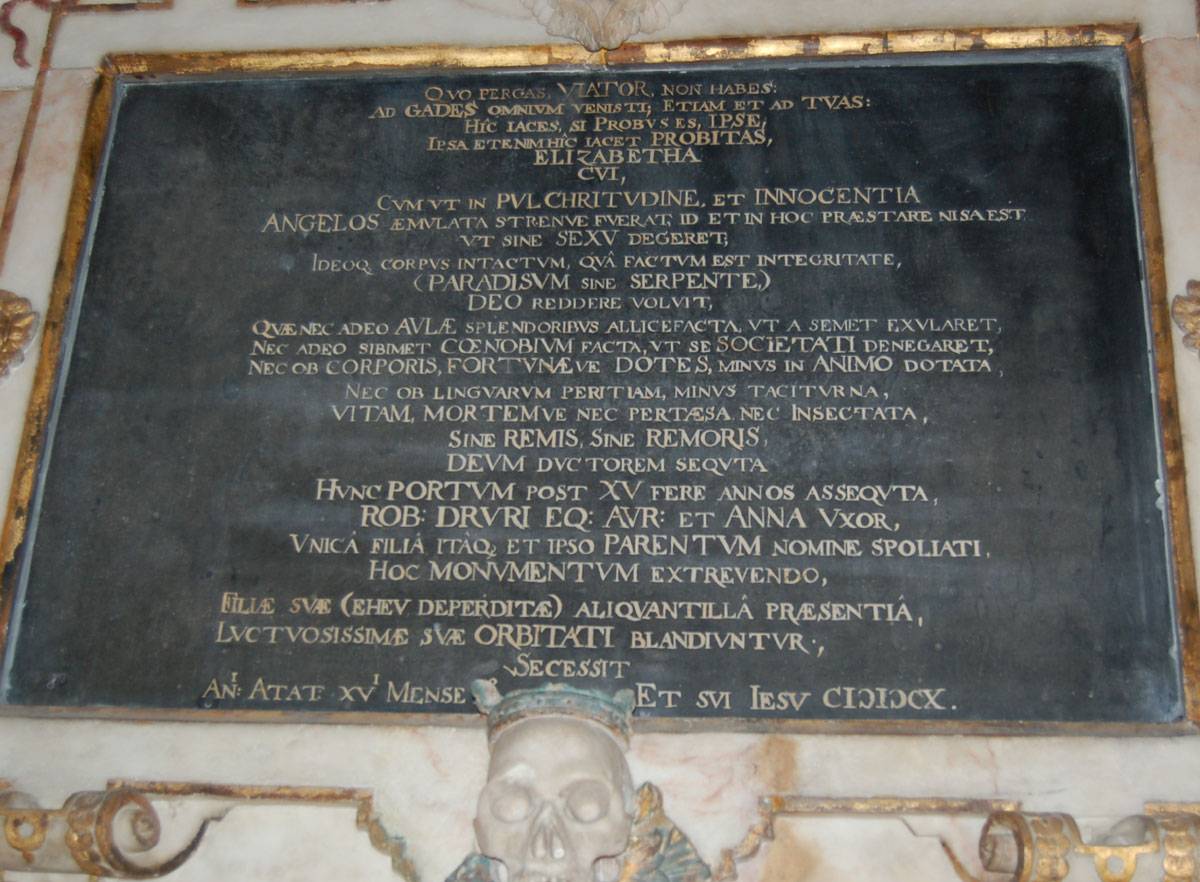 QVO PERGAS, VIATOR, NON HABES:
AD GADES OMNIVM VENISTI, ETIAM ET AD TVAS:
HÎC IACES, SI PROBVS ES, IPSE,
IPSA ETENIM HÎC IACET PROBITAS,
ELIZABETHA
CVI,
CVM VT IN PVLCHRITVDINE, ET INNOCENTIA
ANGELOS ÆMVLATA STRENVE FVERAT, ID ET IN HOC PRÆSTARE NISA EST
VT SINE SEXV DEGERET,
IDEOQ CORPVS INTACTVM, QVÂ FACTVM EST INTEGRITATE,
(PARADISVM SINE SERPENTE,)
DEO REDDERE VOLVIT,
QVÆ NEC ADEO AVLÆ SPLENDORIBVS ALLICEFACTA, VT A SEMET EXVLARET,
NEC ADEO SIBIMET CŒNOBIVM FACTA, VT SE SOCIETATI DENEGARET,
NEC OB CORPORIS, FORTVNÆVE DOTES, MINVS IN ANIMO DOTATA,
NEC OB LINGVARVM PERITIAM, MINVS TACITVRNA,
VITAM, MORTEMVE NEC PERTÆSA NEC INSECTATA,
SINE REMIS, SINE REMORIS,
DEVM DVCTOREM SEQVTA
HVNC PORTVM POST XV FERE ANNOS ASSEQVTA,
ROB: DRVRI EQ: AVR: ET ANNA VXOR,
VNICÂ FILIÂ ITÀQ ET IPSO PARENTVM NOMINE SPOLIATI,
HOC MONVMENTVM EXTREVENDO,
FILIÆ SVÆ (EHEV DEPERDITÆ) ALIQVANTILLÂ PRÆSENTIÂ,
LVCTVOSISSIMÆ SVÆ ORBITATI BLANDIVNTVR,
SECESSIT
AN: ÆTAT: XV MENSE ET SVI IESV CIƆIƆCX.